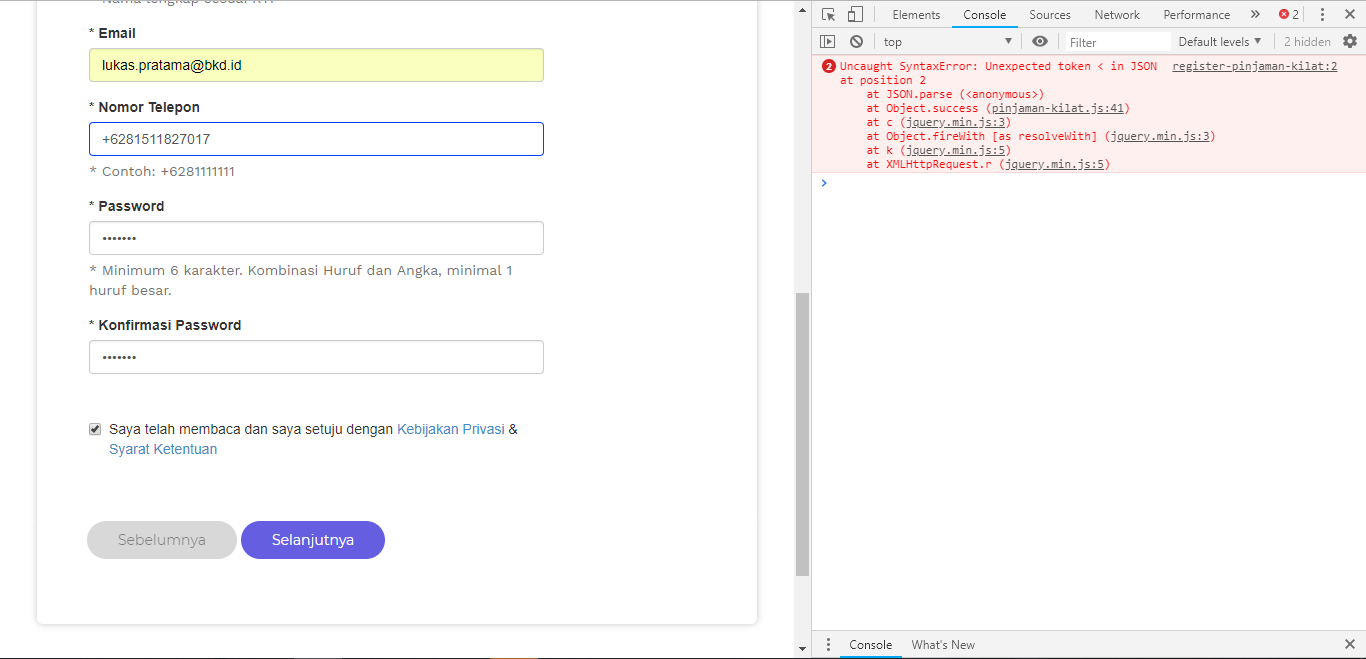 * Email
lukas.pratama@bkd.id
* Nomor Telepon
+6281511827017
* Contoh: +6281111111
* Password
•••••••
* Minimum 6 karakter. Kombinasi Huruf dan Angka, minimal 1
huruf besar.
* Konfirmasi Password
•••••••
Saya telah membaca dan saya setuju dengan Kebijakan Privasi &
Syarat Ketentuan
Sebelumnya Selanjutnya
Elements Console Sources Network Performance » 2
top Filter Default levels 2 hidden
2 Uncaught SyntaxError: Unexpected token < in JSON register-pinjaman-kilat:2
at position 2
at JSON.parse (<anonymous>)
at Object.success (pinjaman-kilat.js:41)
at c (jquery.min.js:3)
at Object.fireWith [as resolveWith] (jquery.min.js:3)
at k (jquery.min.js:5)
at XMLHttpRequest.r (jquery.min.js:5)
>
Console What's New